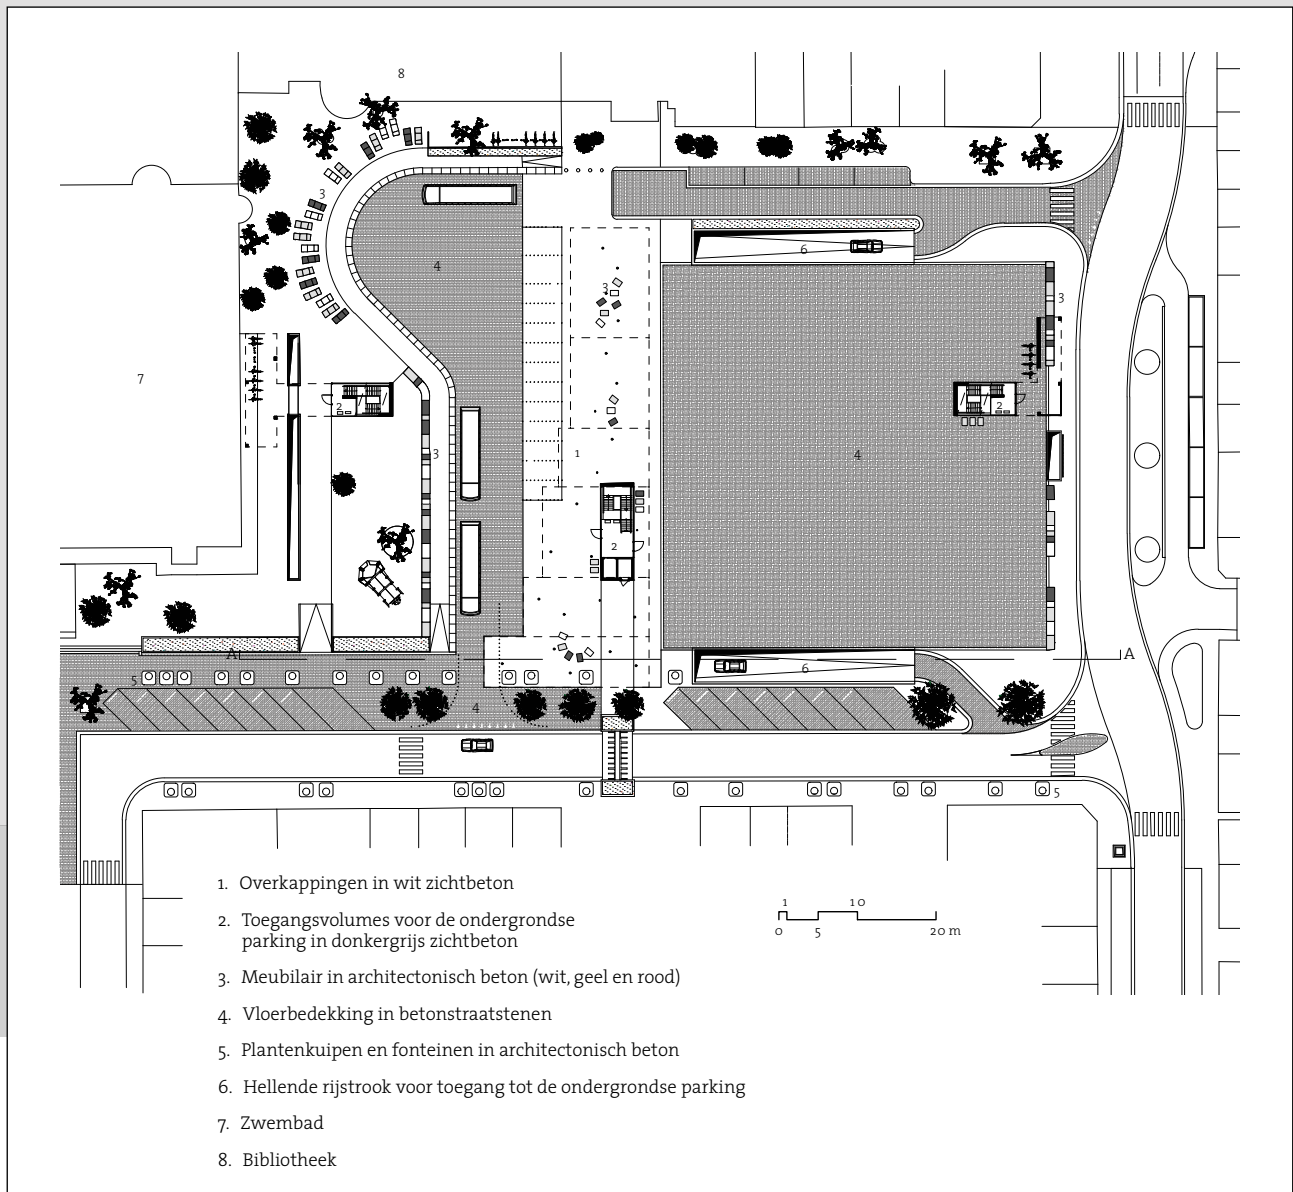 8
3
4
3
6
3
7
2
3
1
4
2
2
A
A
5
6
4
5
1. Overkappingen in wit zichtbeton
2. Toegangsvolumes voor de ondergrondse
parking in donkergrijs zichtbeton
3. Meubilair in architectonisch beton (wit, geel en rood)
4. Vloerbedekking in betonstraatstenen
5. Plantenkuipen en fonteinen in architectonisch beton
6. Hellende rijstrook voor toegang tot de ondergrondse parking
7. Zwembad
8. Bibliotheek
1 10
0 5 20 m